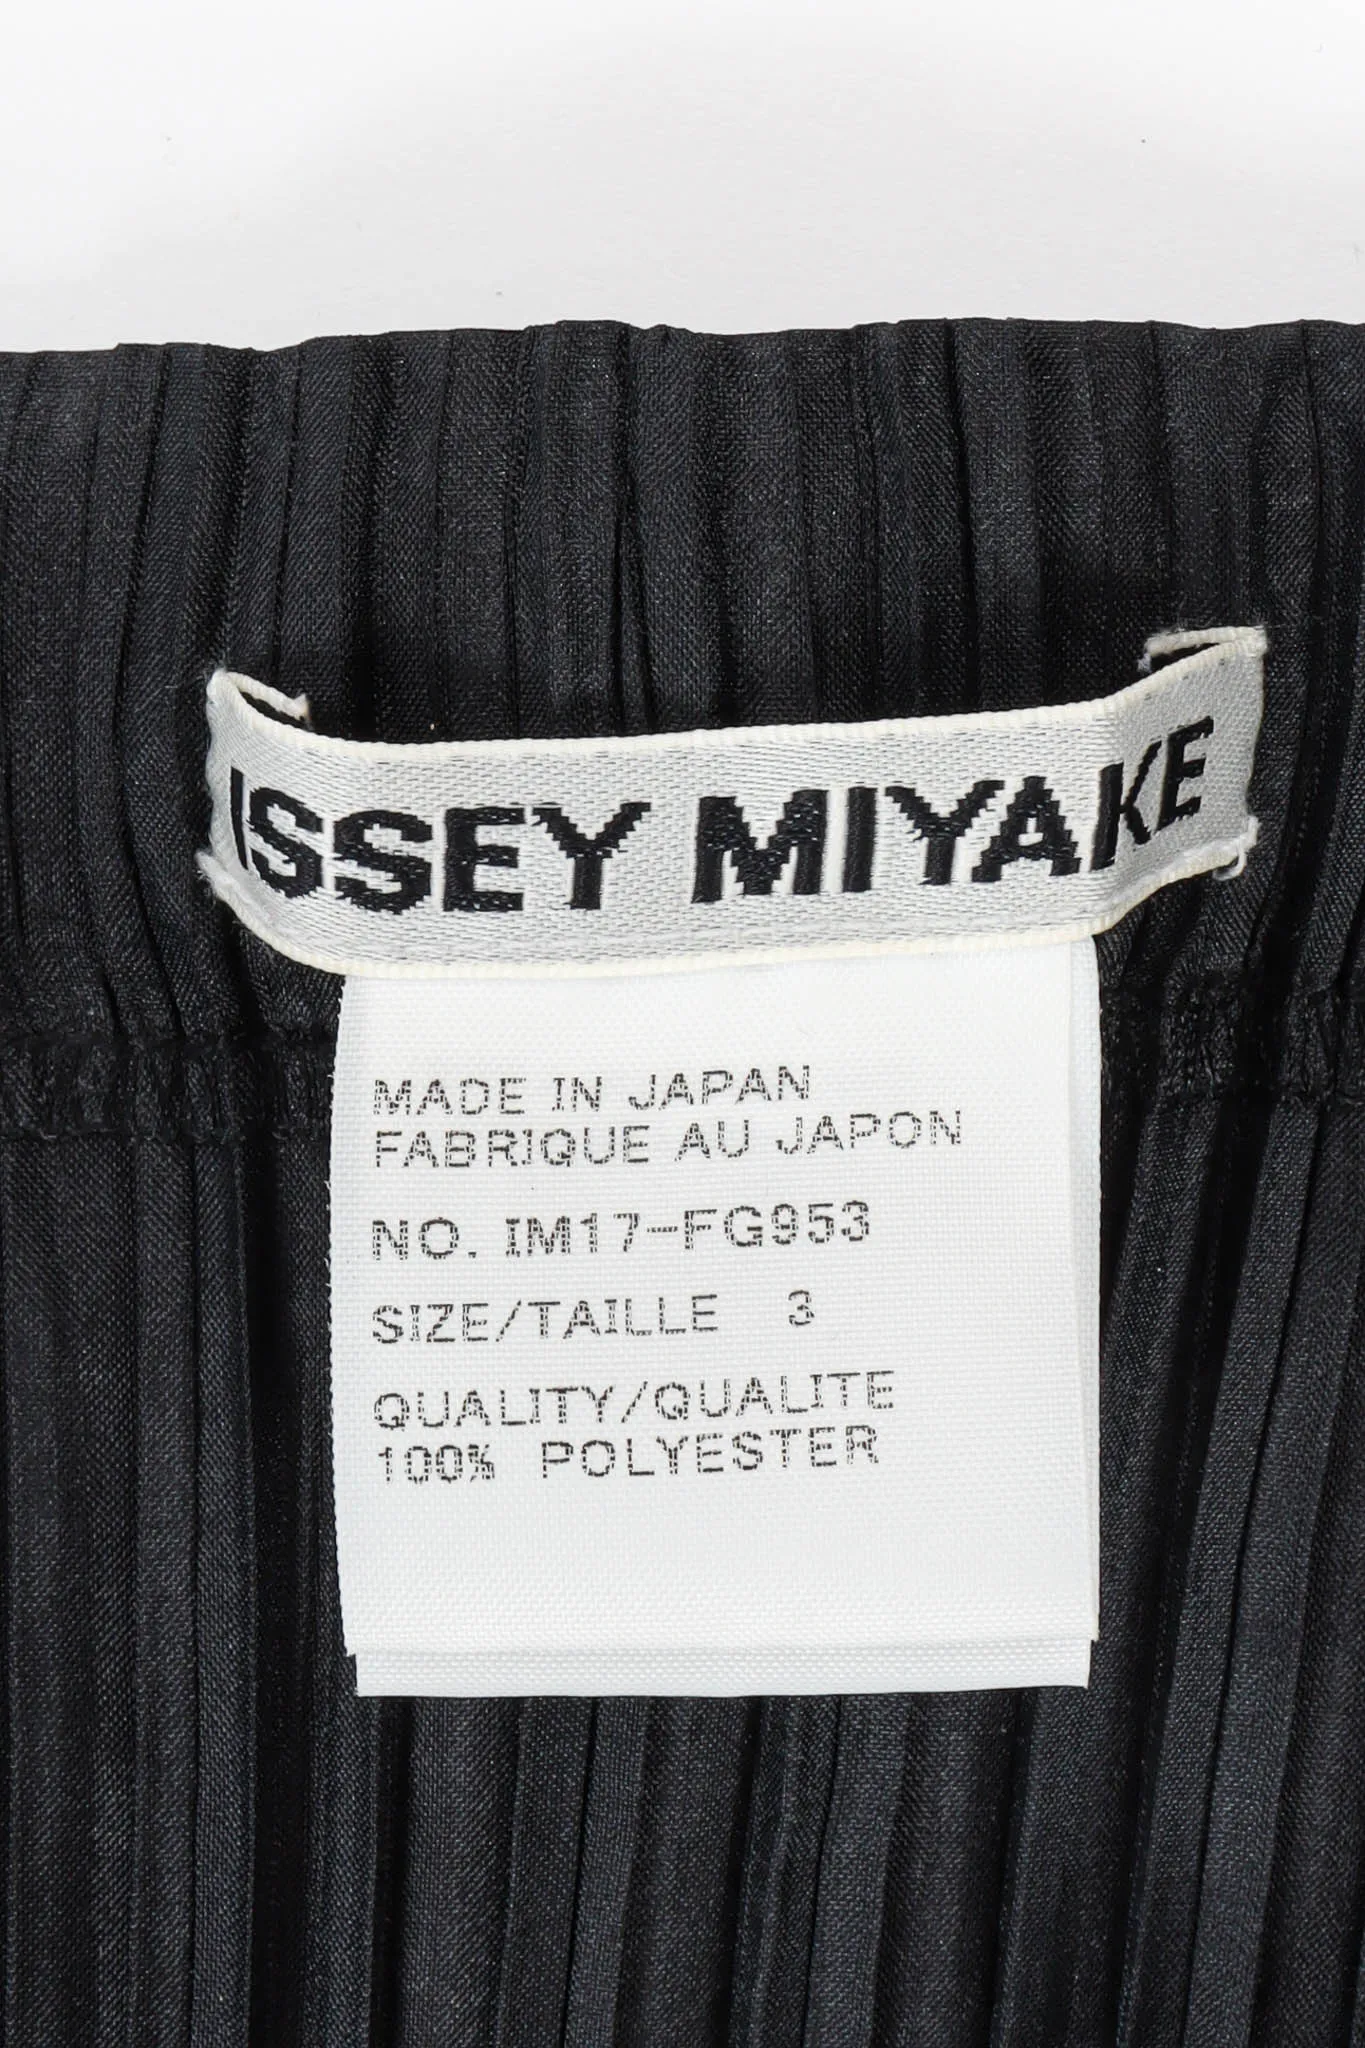 ISSEY MIYAKE
MADE IN JAPAN
FABRIQUE AU JAPON
NO. IM17-FG953
SIZE/TAILLE 3
QUALITY/QUALITE
100% POLYESTER